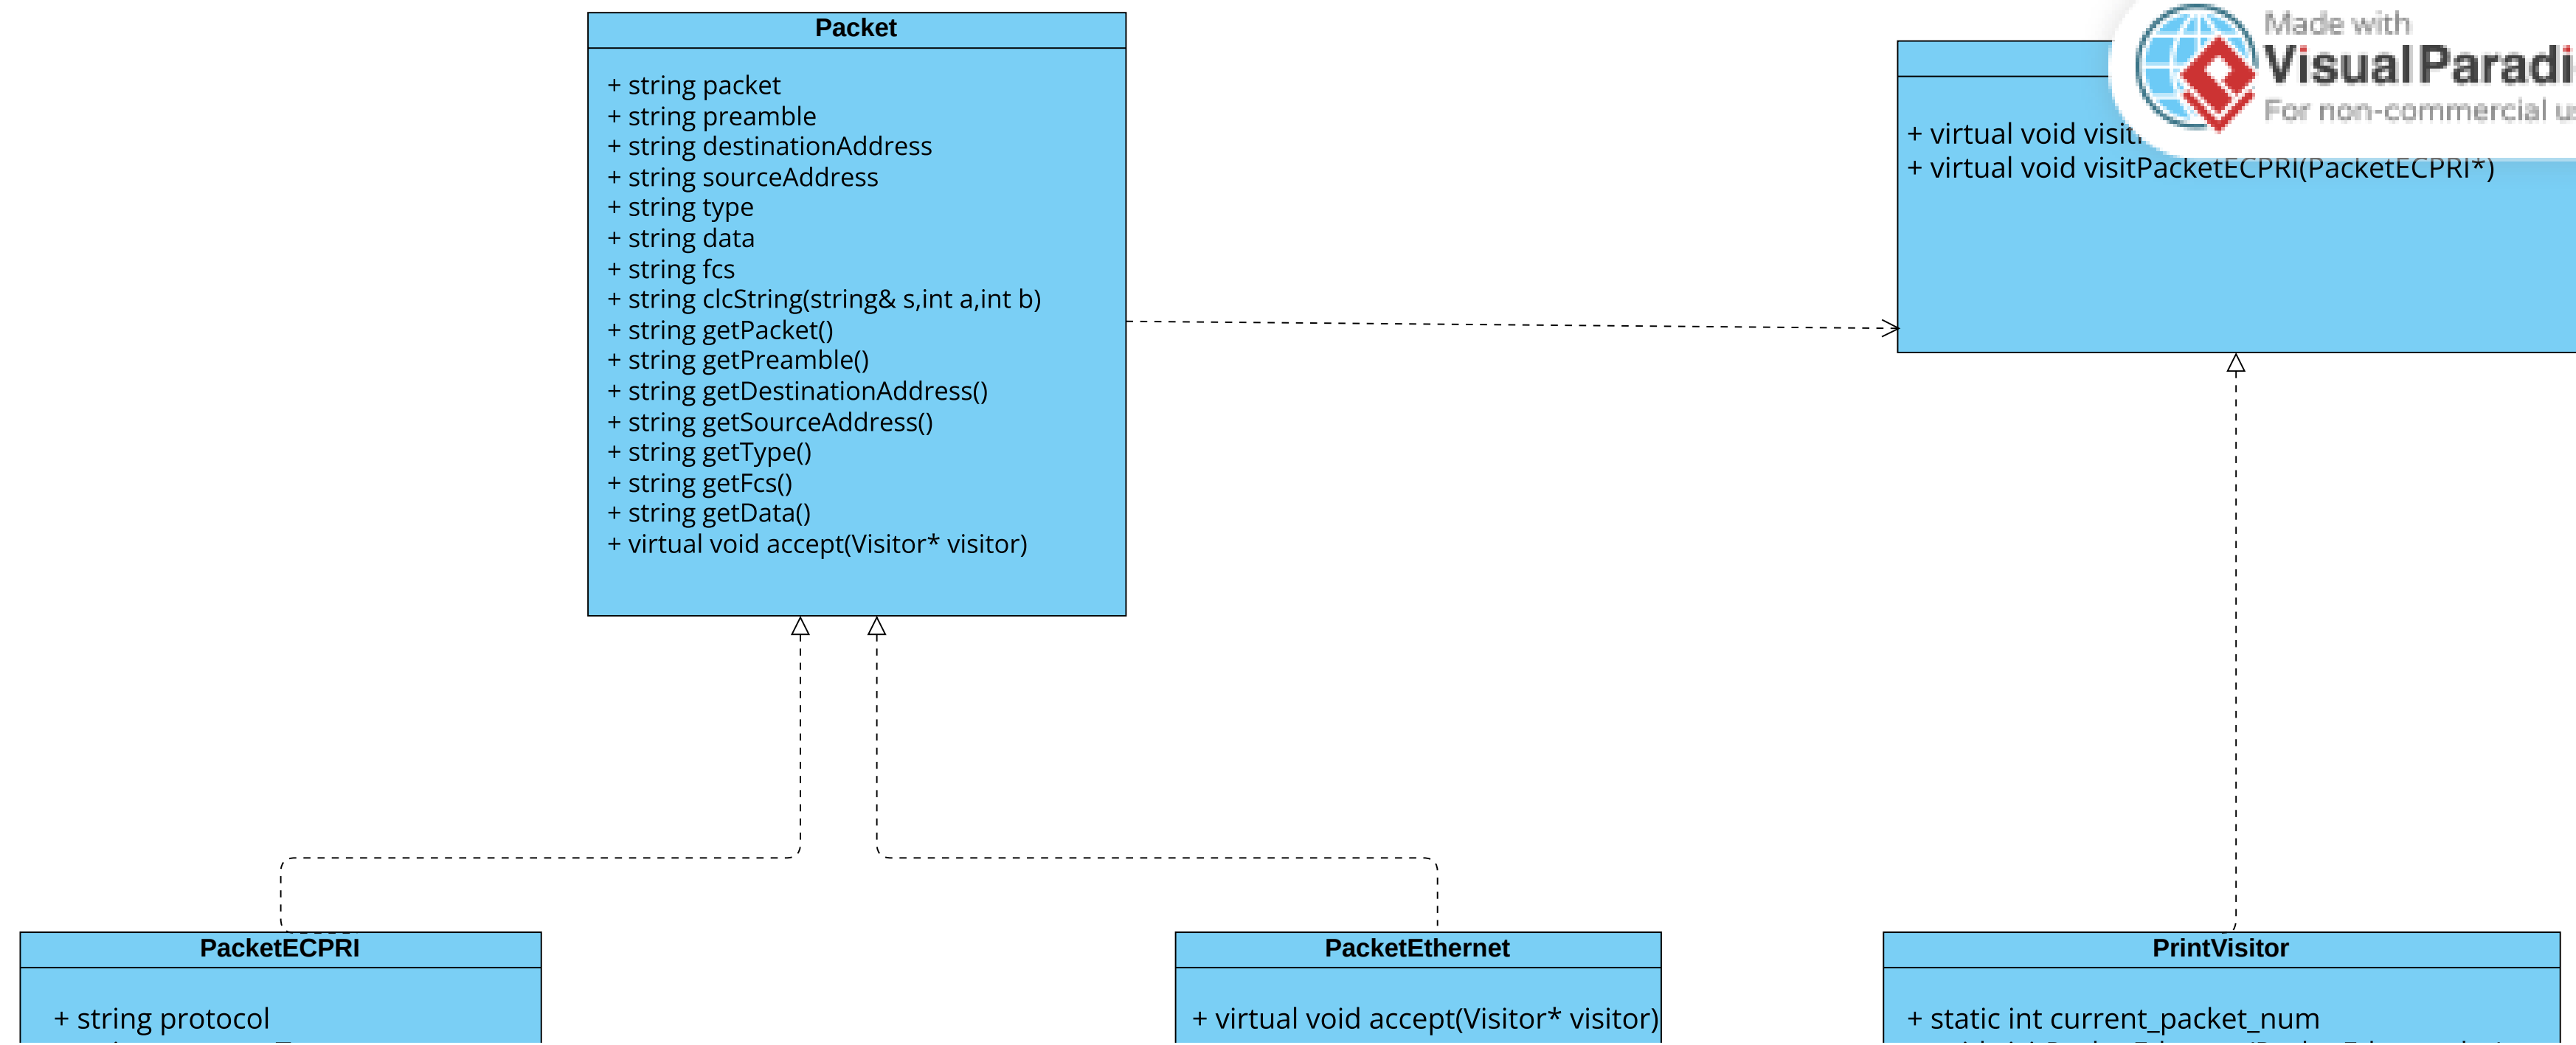 Packet
+ string packet
+ string preamble
+ string destinationAddress
+ string sourceAddress
+ string type
+ string data
+ string fcs
+ string clcString(string& s,int a,int b)
+ string getPacket()
+ string getPreamble()
+ string getDestinationAddress()
+ string getSourceAddress()
+ string getType()
+ string getFcs()
+ string getData()
+ virtual void accept(Visitor* visitor)
Made with
Visual Paradi
For non-commercial us
+ virtual void visit
+ virtual void visitPacketECPRI(PacketECPRI*)
PacketECPRI
+ string protocol
PacketEthernet
+ virtual void accept(Visitor* visitor)
PrintVisitor
+ static int current_packet_num